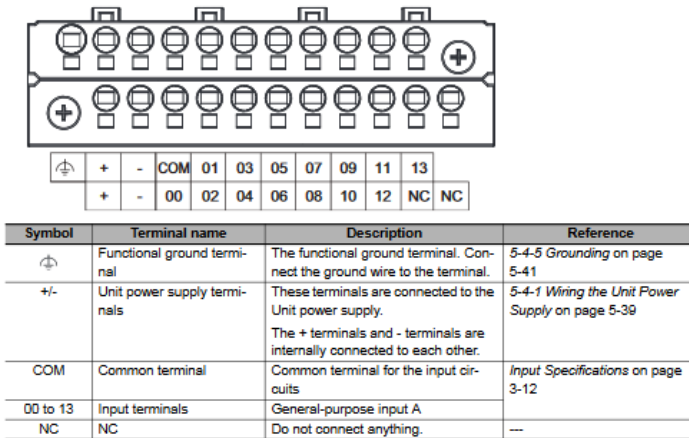 + - COM 01 03 05 07 09 11 13
+ - 00 02 04 06 08 10 12 NC NC
Symbol Terminal name Description Reference
Functional ground termi-
nal
The functional ground terminal. Con-
nect the ground wire to the terminal.
5-4-5 Grounding on page
5-41
+/-
Unit power supply termi-
nals
These terminals are connected to the
Unit power supply.
The + terminals and - terminals are
internally connected to each other.
5-4-1 Wiring the Unit Power
Supply on page 5-39
COM
Common terminal
Common terminal for the input cir-
cuits
Input Specifications on page
3-12
00 to 13 Input terminals General-purpose input A
NC NC Do not connect anything. ---